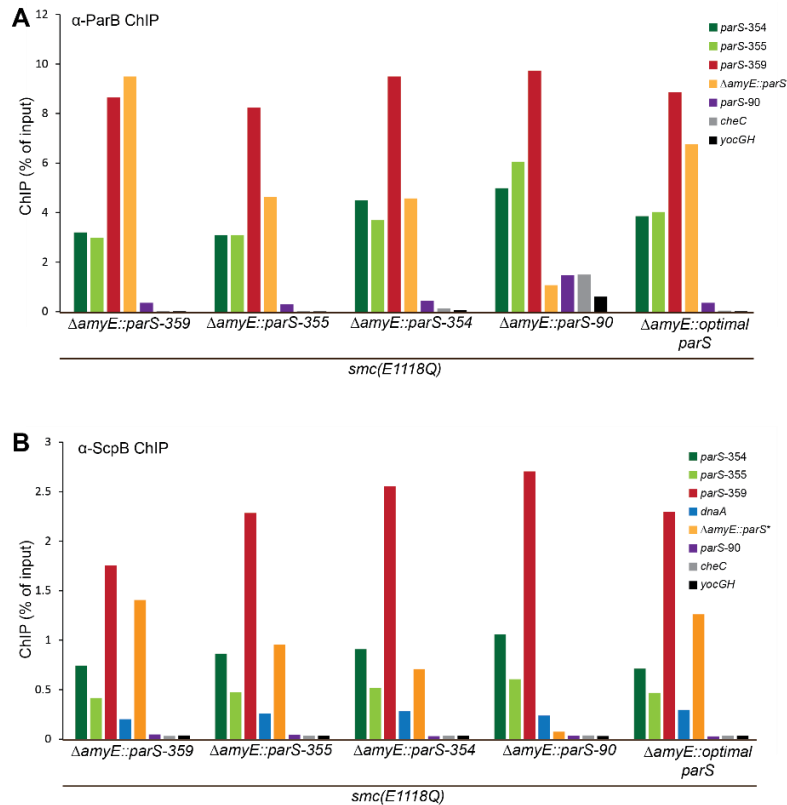 A
α-ParB ChIP
12
10
8
6
4
2
0
ChIP (% of input)
parS-354
parS-355
parS-359
ΔamyE::parS
parS-90
cheC
yocGH
ΔamyE::parS-359
ΔamyE::parS-355
ΔamyE::parS-354
ΔamyE::parS-90
ΔamyE::optimal
parS
smc(E1118Q)
B
α-ScpB ChIP
3
2.5
2
1.5
1
0.5
0
ChIP (% of input)
parS-354
parS-355
parS-359
dnaA
ΔamyE::parS*
parS-90
cheC
yocGH
ΔamyE::parS-359
ΔamyE::parS-355
ΔamyE::parS-354
ΔamyE::parS-90
ΔamyE::optimal
parS
smc(E1118Q)